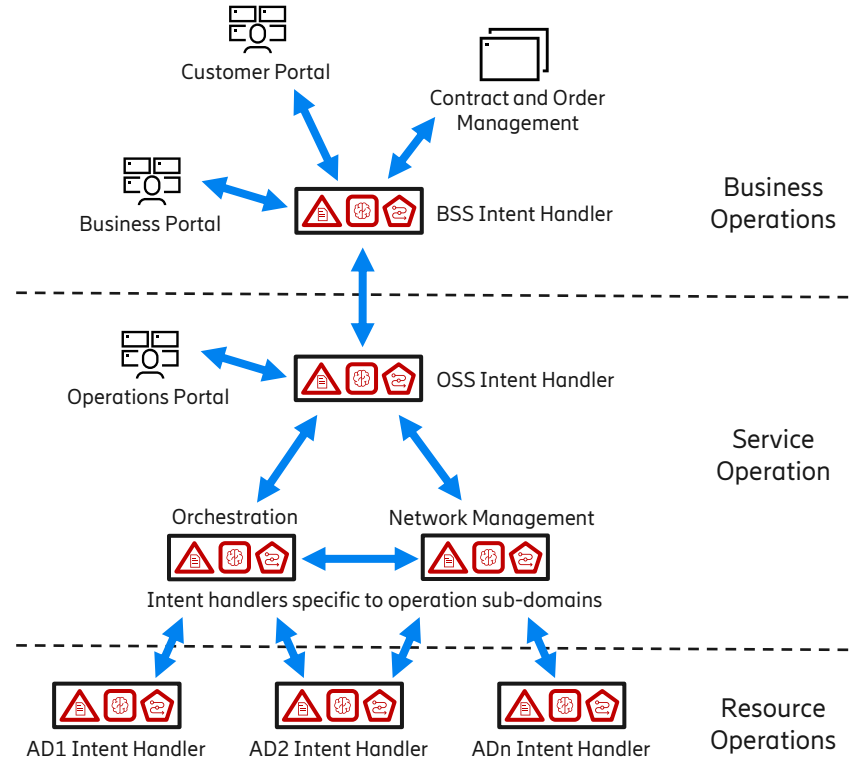 Customer Portal
Contract and Order
Management
Business Portal
BSS Intent Handler
Business
Operations
Operations Portal
OSS Intent Handler
Service
Operation
Orchestration
Network Management
Intent handlers specific to operation sub-domains
AD1 Intent Handler
AD2 Intent Handler
ADn Intent Handler
Resource
Operations